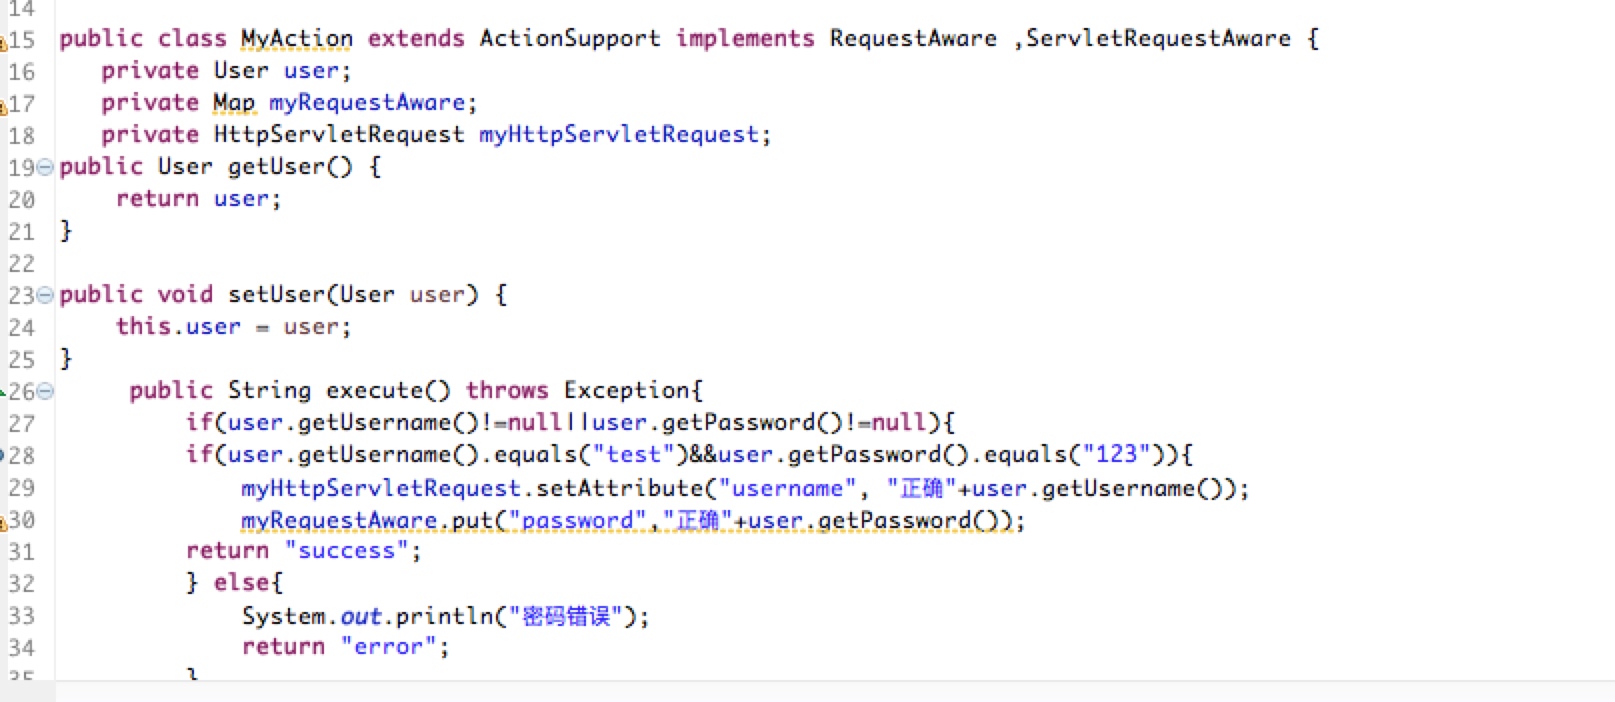 14
15 public class MyAction extends ActionSupport implements RequestAware ,ServletRequestAware {
16 private User user;
17 private Map myRequestAware;
18 private HttpServletRequest myHttpServletRequest;
19 public User getUser() {
20 return user;
21 }
22
23 public void setUser(User user) {
24 this.user = user;
25 }
26 public String execute() throws Exception{
27 if(user.getUsername()!=null||user.getPassword()!=null){
28 if(user.getUsername().equals("test")&&user.getPassword().equals("123")){
29 myHttpServletRequest.setAttribute("username", "正确"+user.getUsername());
30 myRequestAware.put("password","正确"+user.getPassword());
31 return "success";
32 } else{
33 System.out.println("密码错误");
34 return "error";
35 }